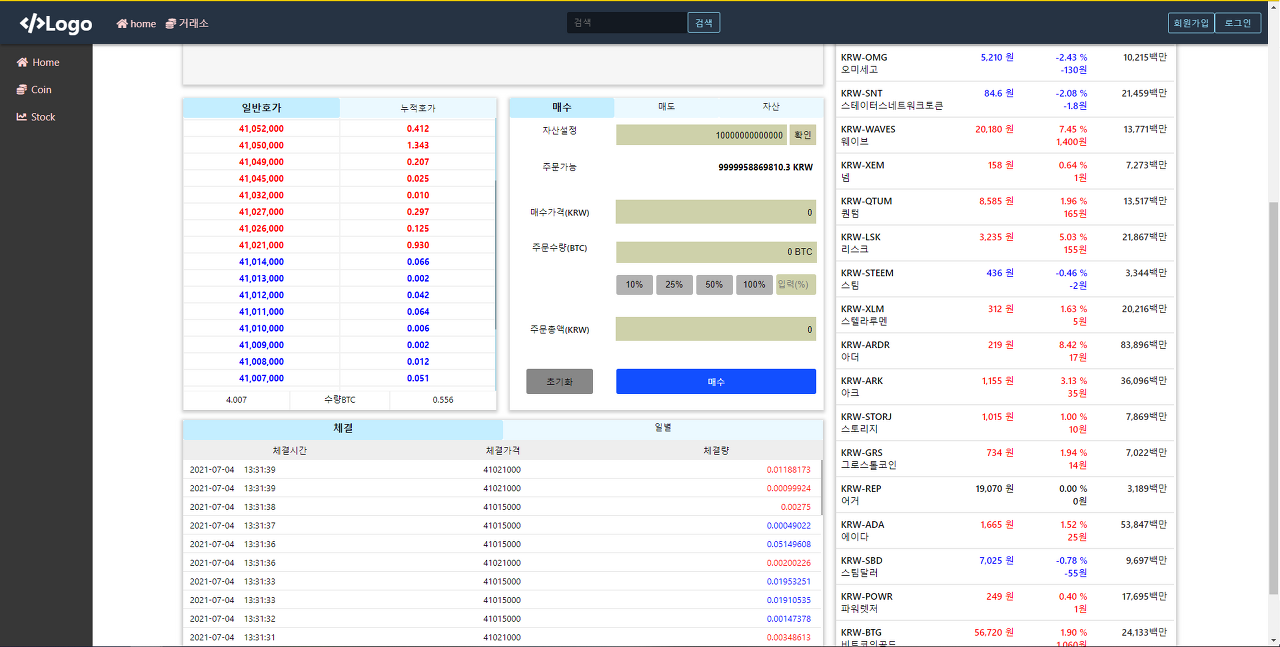 </>Logo home 거래소 검색 검색 회원가입 로그인
Home
Coin
Stock
일반호가 누적호가
41,052,000 0.412
41,050,000 1.343
41,049,000 0.207
41,045,000 0.025
41,032,000 0.010
41,027,000 0.297
41,026,000 0.125
41,021,000 0.930
41,014,000 0.066
41,013,000 0.002
41,012,000 0.042
41,011,000 0.064
41,010,000 0.006
41,009,000 0.002
41,008,000 0.012
41,007,000 0.051
4.007 수량BTC 0.556
매수 매도 자산
자산설정 10000000000000 확인
주문가능 9999958869810.3 KRW
매수가격(KRW) 0
주문수량(BTC) 0 BTC
10% 25% 50% 100% 입력(%)
주문총액(KRW) 0
초기화 매수
체결 일별
체결시간 체결가격 체결량
2021-07-04 13:31:39 41021000 0.01188173
2021-07-04 13:31:39 41021000 0.00099924
2021-07-04 13:31:38 41015000 0.00275
2021-07-04 13:31:37 41015000 0.00049022
2021-07-04 13:31:36 41015000 0.05149608
2021-07-04 13:31:36 41021000 0.00200226
2021-07-04 13:31:33 41015000 0.01953251
2021-07-04 13:31:33 41015000 0.01910535
2021-07-04 13:31:32 41015000 0.00147378
2021-07-04 13:31:31 41021000 0.00348613
KRW-OMG 5,210 원 -2.43 % 10,215백만
오미세고 -130원
KRW-SNT 84.6 원 -2.08 % 21,459백만
스테이터스네트워크토큰 -1.8원
KRW-WAVES 20,180 원 7.45 % 13,771백만
웨이브 1,400원
KRW-XEM 158 원 0.64 % 7,273백만
넴 1원
KRW-QTUM 8,585 원 1.96 % 13,517백만
퀀텀 165원
KRW-LSK 3,235 원 5.03 % 21,867백만
리스크 155원
KRW-STEEM 436 원 -0.46 % 3,344백만
스팀 -2원
KRW-XLM 312 원 1.63 % 20,216백만
스텔라루멘 5원
KRW-ARDR 219 원 8.42 % 83,896백만
아더 17원
KRW-ARK 1,155 원 3.13 % 36,096백만
아크 35원
KRW-STORJ 1,015 원 1.00 % 7,869백만
스토리지 10원
KRW-GRS 734 원 1.94 % 7,022백만
그로스톨코인 14원
KRW-REP 19,070 원 0.00 % 3,189백만
어거 0원
KRW-ADA 1,665 원 1.52 % 53,847백만
에이다 25원
KRW-SBD 7,025 원 -0.78 % 9,697백만
스팀달러 -55원
KRW-POWR 249 원 0.40 % 17,695백만
파워렛저 1원
KRW-BTG 56,720 원 1.90 % 24,133백만
비트코인골드 1,060원